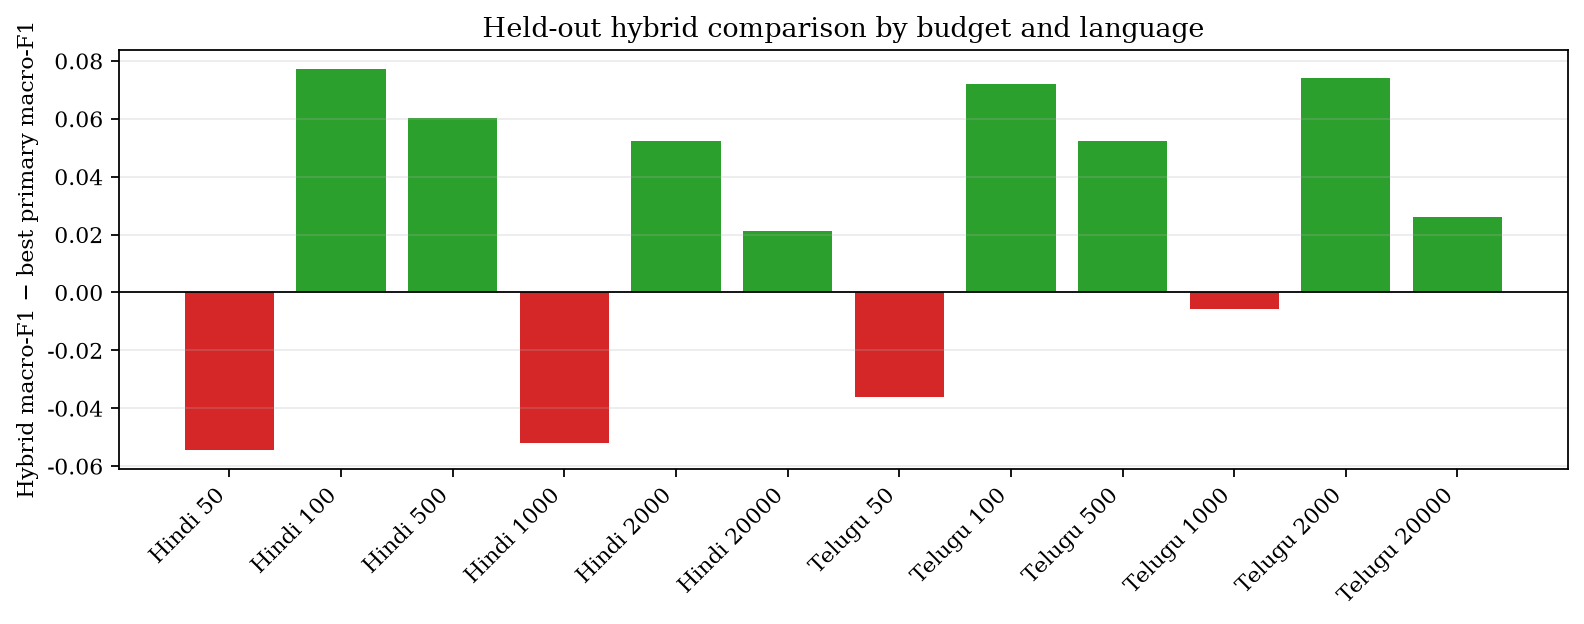 Held-out hybrid comparison by budget and language
Hybrid macro-F1 − best primary macro-F1
0.08
0.06
0.04
0.02
0.00
-0.02
-0.04
-0.06
Hindi 50
Hindi 100
Hindi 500
Hindi 1000
Hindi 2000
Hindi 20000
Telugu 50
Telugu 100
Telugu 500
Telugu 1000
Telugu 2000
Telugu 20000